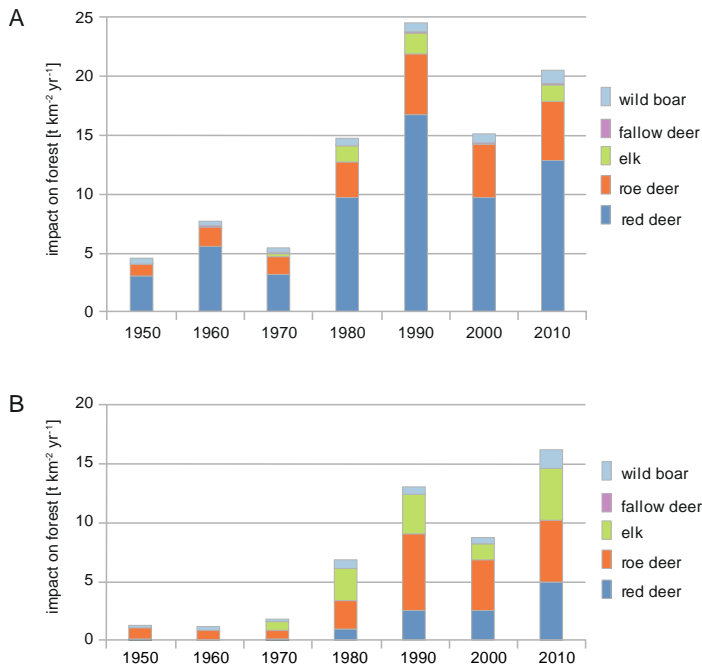 A
impact on forest [t km⁻² yr⁻¹]
25
20
15
10
5
0
1950 1960 1970 1980 1990 2000 2010
wild boar
fallow deer
elk
roe deer
red deer
B
impact on forest [t km⁻² yr⁻¹]
20
15
10
5
0
1950 1960 1970 1980 1990 2000 2010
wild boar
fallow deer
elk
roe deer
red deer